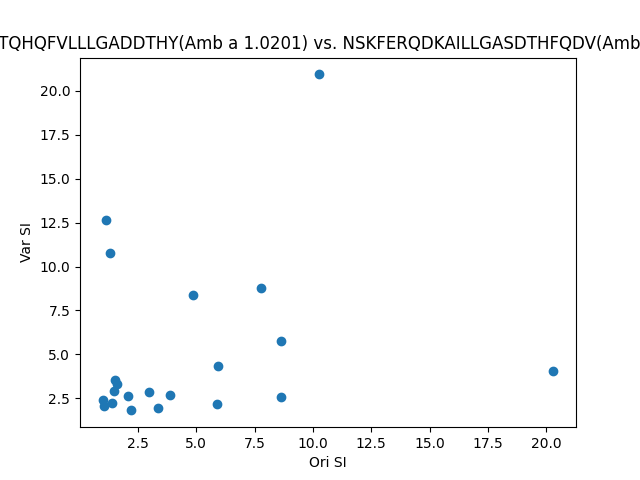 TQHQFVLLLGADDTHY(Amb a 1.0201) vs. NSKFERQDKAILLGASDTHFQDV(Amb
20.0
17.5
15.0
12.5
10.0
7.5
5.0
2.5
Var SI
2.5 5.0 7.5 10.0 12.5 15.0 17.5 20.0
Ori SI